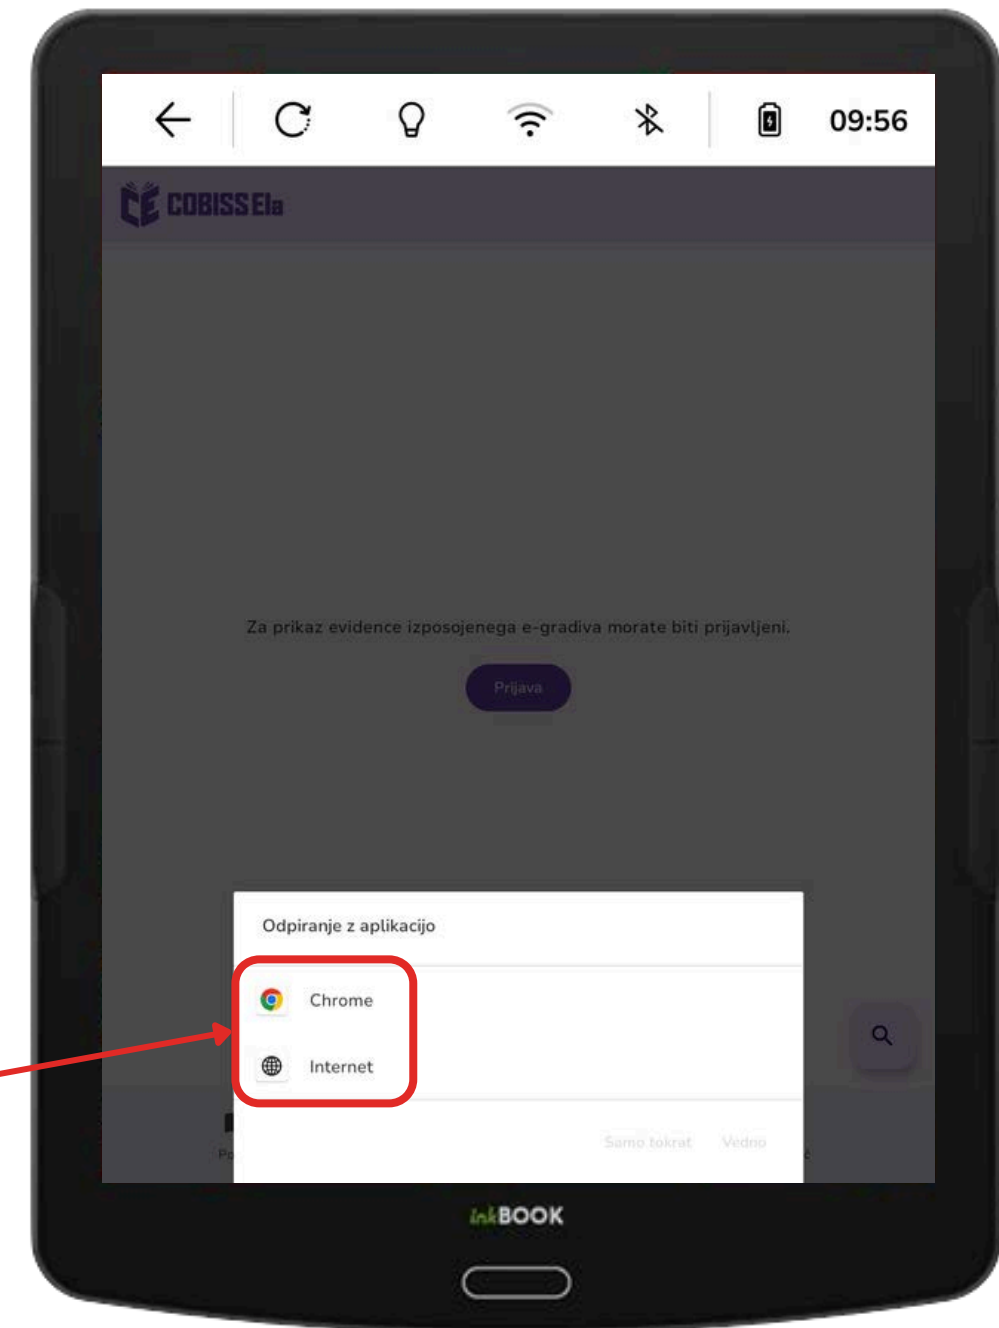 09:56
COBISS Ela
Za prikaz evidence izposojenega e-gradiva morate biti prijavljeni.
Prijava
Odpiranje z aplikacijo
Chrome
Internet
Samo tokrat Vedno
inkBOOK